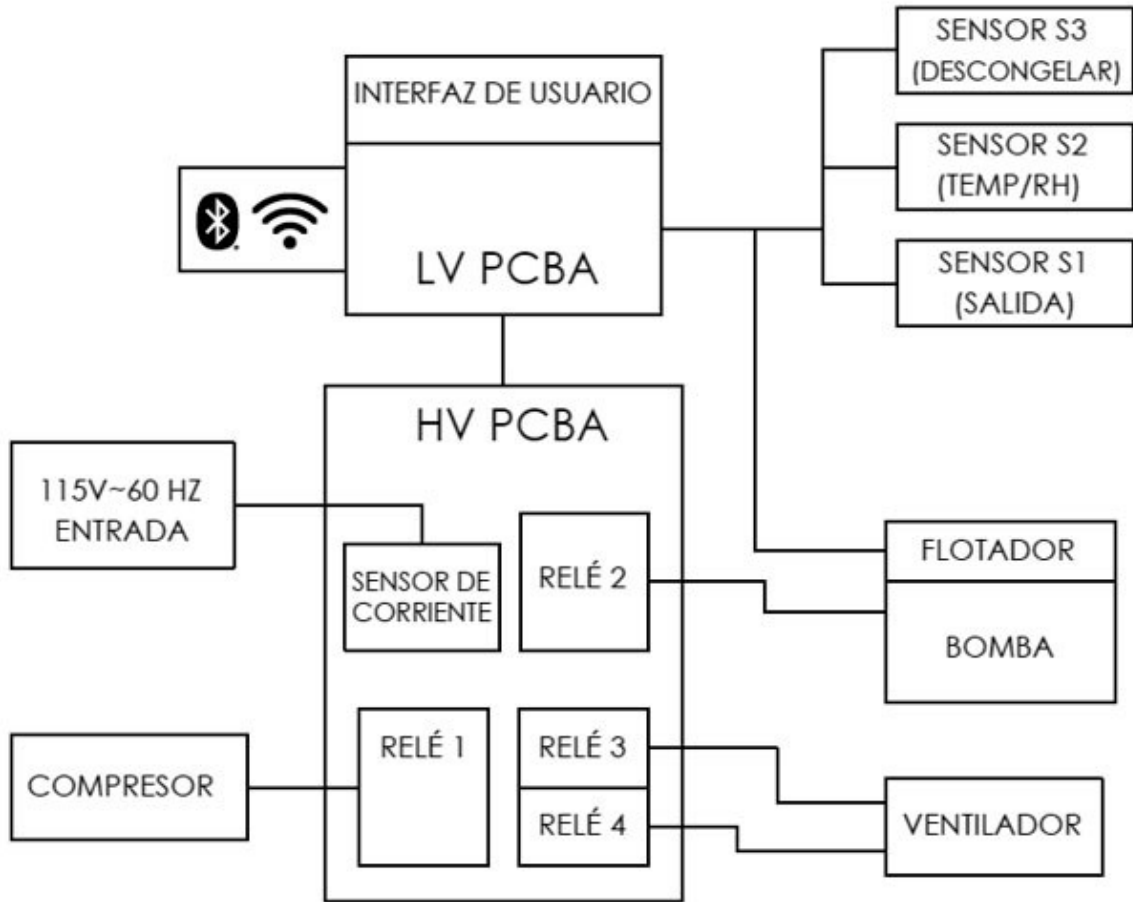 SENSOR S3
(DESCONGELAR)
INTERFAZ DE USUARIO
SENSOR S2
(TEMP/RH)
LV PCBA
SENSOR S1
(SALIDA)
HV PCBA
115V~60 HZ
ENTRADA
SENSOR DE
CORRIENTE
RELÉ 2
FLOTADOR
BOMBA
COMPRESOR
RELÉ 1
RELÉ 3
RELÉ 4
VENTILADOR